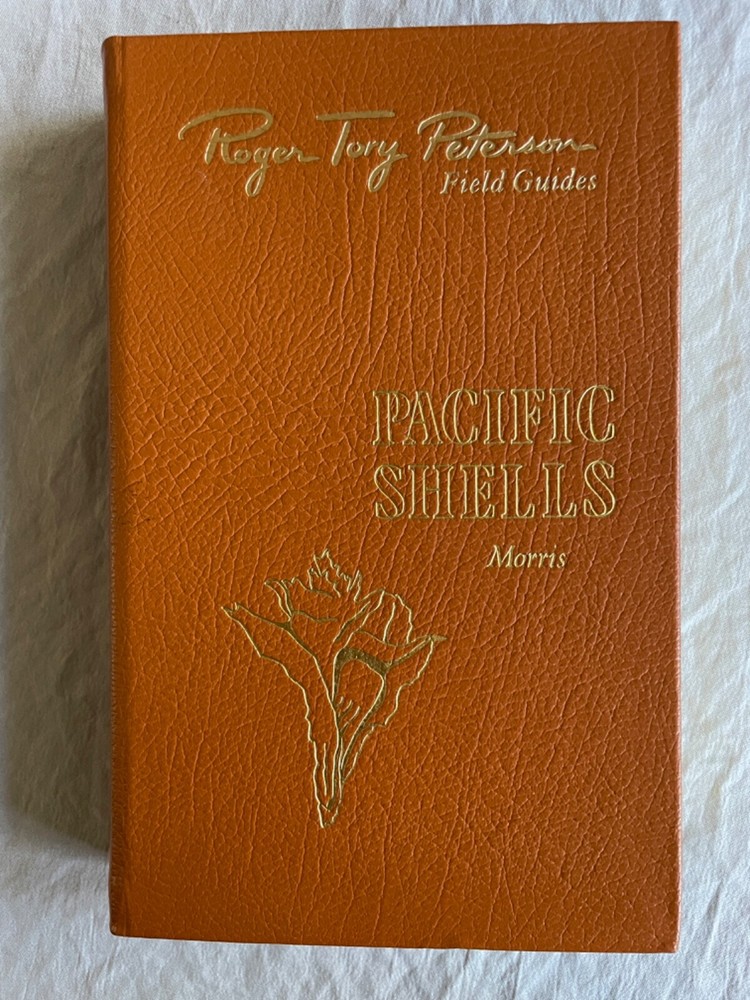 Roger Tory Peterson
Field Guides
PACIFIC
SHELLS
Morris